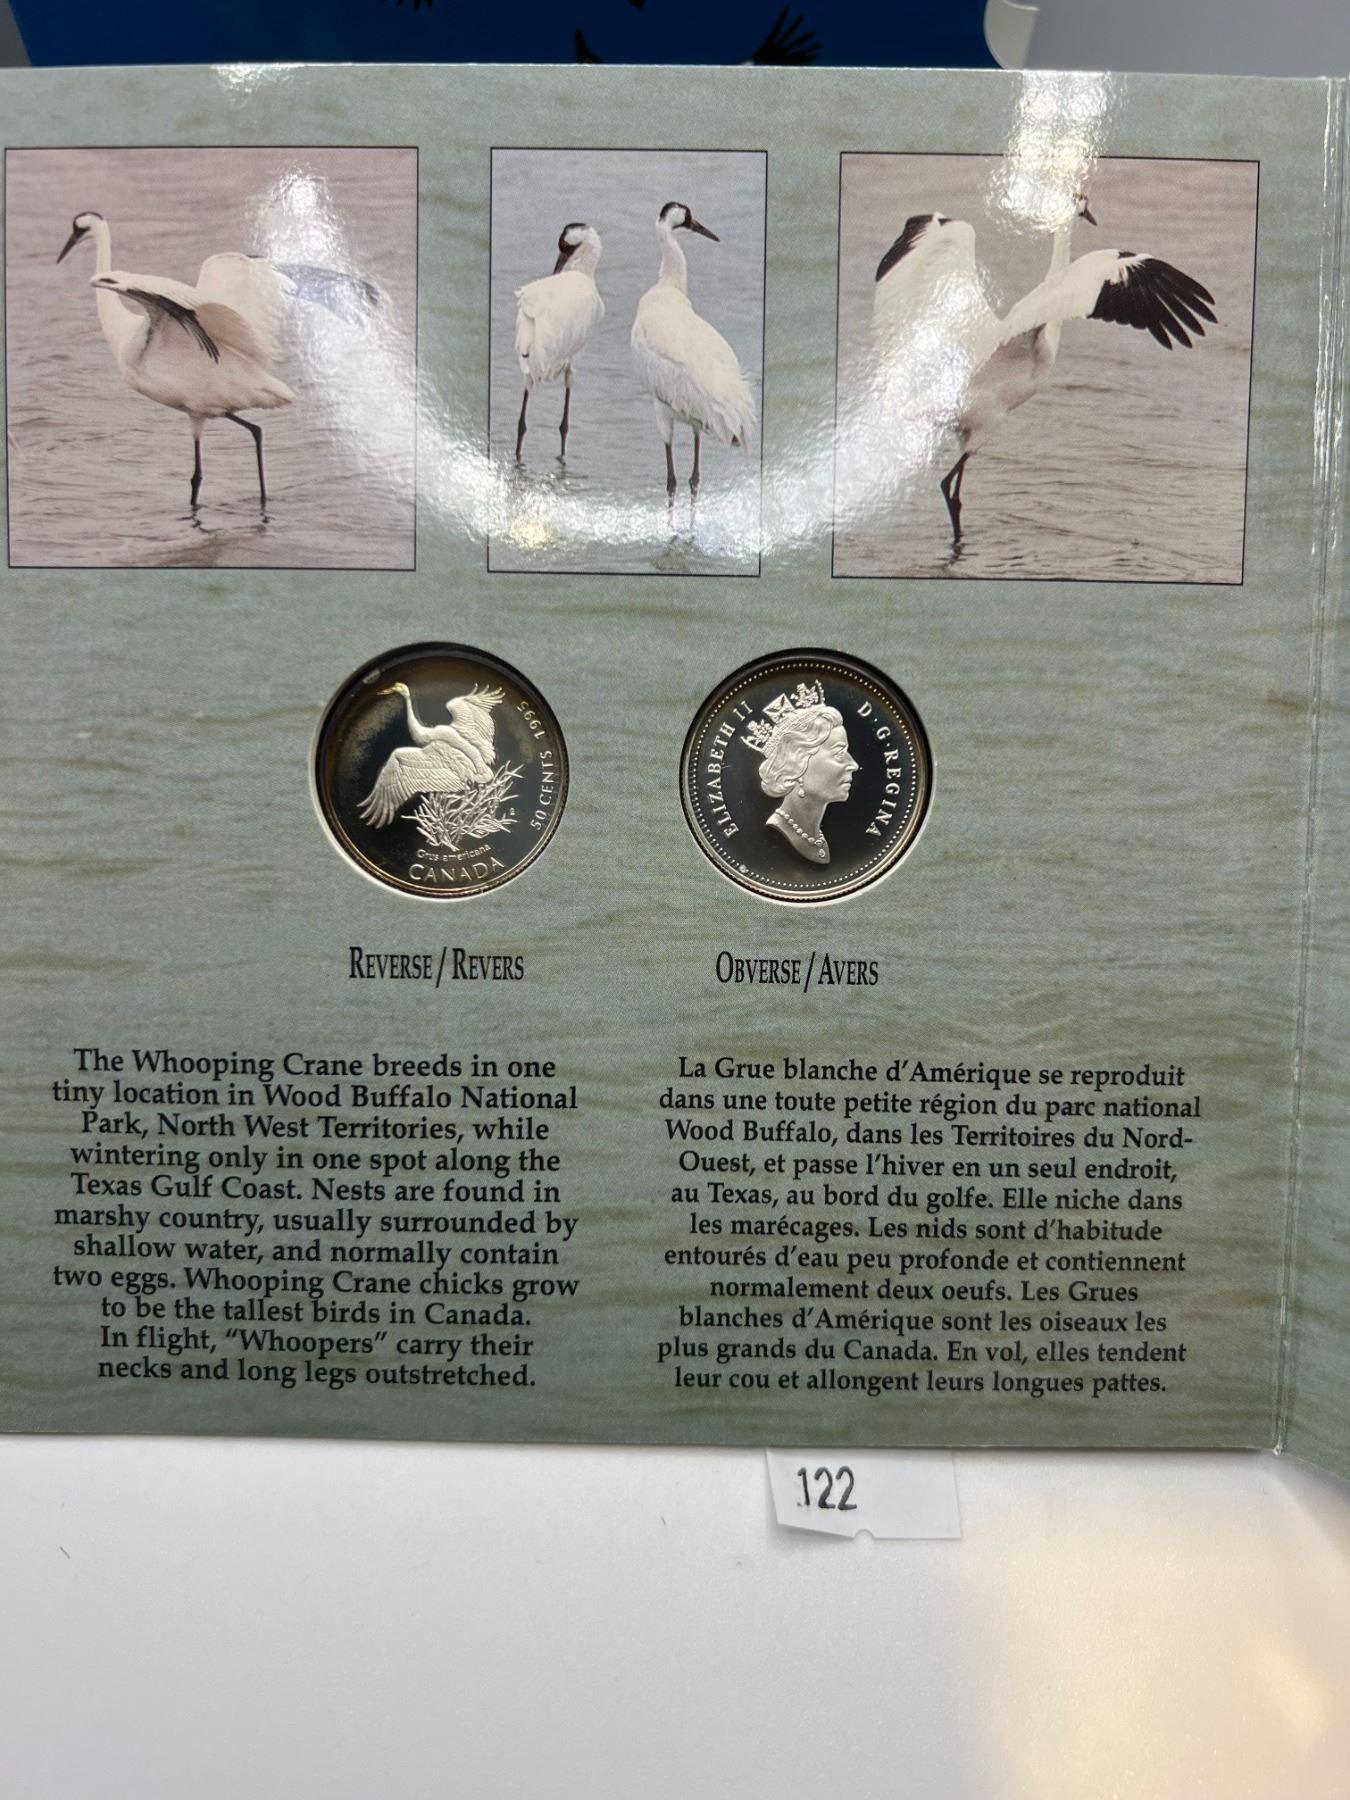 1995
50 CENTS
Grus americana
CANADA
ELIZABETH II
D·G·REGINA
REVERSE/REVERS
OBVERSE/AVERS
The Whooping Crane breeds in one
tiny location in Wood Buffalo National
Park, North West Territories, while
wintering only in one spot along the
Texas Gulf Coast. Nests are found in
marshy country, usually surrounded by
shallow water, and normally contain
two eggs. Whooping Crane chicks grow
to be the tallest birds in Canada.
In flight, “Whoopers” carry their
necks and long legs outstretched.
La Grue blanche d’Amérique se reproduit
dans une toute petite région du parc national
Wood Buffalo, dans les Territoires du Nord-
Ouest, et passe l’hiver en un seul endroit,
au Texas, au bord du golfe. Elle niche dans
les marécages. Les nids sont d’habitude
entourés d’eau peu profonde et contiennent
normalement deux oeufs. Les Grues
blanches d’Amérique sont les oiseaux les
plus grands du Canada. En vol, elles tendent
leur cou et allongent leurs longues pattes.
122